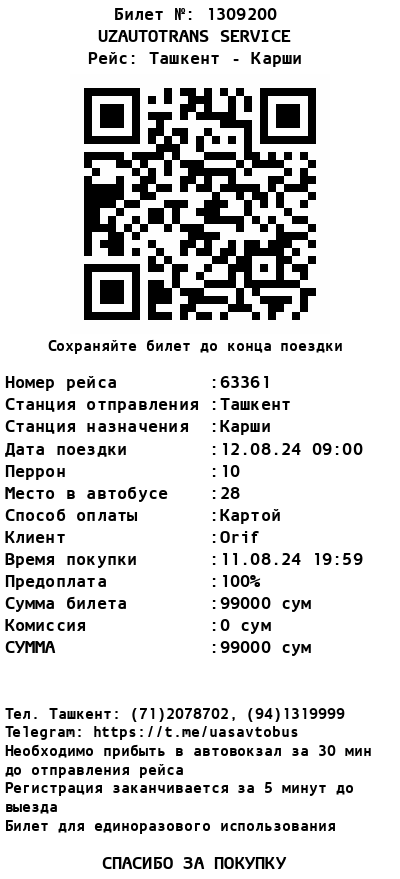 Билет №: 1309200
UZAUTOTRANS SERVICE
Рейс: Ташкент - Карши
Сохраняйте билет до конца поездки
Номер рейса :63361
Станция отправления :Ташкент
Станция назначения :Карши
Дата поездки :12.08.24 09:00
Перрон :10
Место в автобусе :28
Способ оплаты :Картой
Клиент :Orif
Время покупки :11.08.24 19:59
Предоплата :100%
Сумма билета :99000 сум
Комиссия :0 сум
СУММА :99000 сум
Тел. Ташкент: (71)2078702, (94)1319999
Telegram: https://t.me/uasavtobus
Необходимо прибыть в автовокзал за 30 мин
до отправления рейса
Регистрация заканчивается за 5 минут до
выезда
Билет для единоразового использования
СПАСИБО ЗА ПОКУПКУ